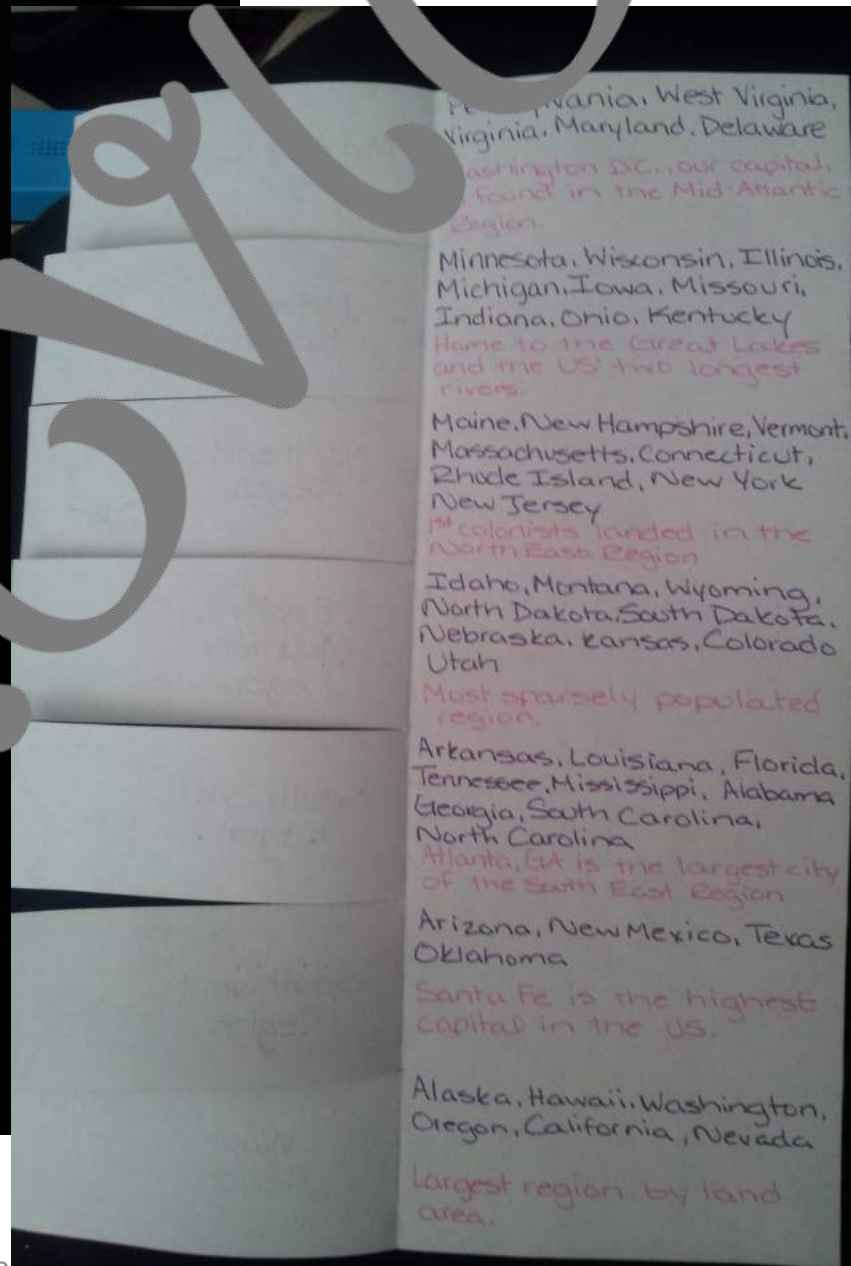 West Virginia,
Virginia, Maryland, Delaware
Washington D.C., our capital,
found in the Mid-Atlantic
Region.
Minnesota, Wisconsin, Illinois,
Michigan, Iowa, Missouri,
Indiana, Ohio, Kentucky
Home to the Great Lakes
and the US' two longest
rivers.
Maine, New Hampshire, Vermont,
Massachusetts, Connecticut,
Rhode Island, New York
New Jersey
1st colonists landed in the
North East Region
Idaho, Montana, Wyoming,
North Dakota, South Dakota,
Nebraska, Kansas, Colorado
Utah
Most sparsely populated
region.
Arkansas, Louisiana, Florida,
Tennessee, Mississippi, Alabama
Georgia, South Carolina,
North Carolina
Atlanta, GA is the largest city
of the South East Region
Arizona, New Mexico, Texas
Oklahoma
Santa Fe is the highest
capital in the US.
Alaska, Hawaii, Washington,
Oregon, California, Nevada
Largest region by land
area.